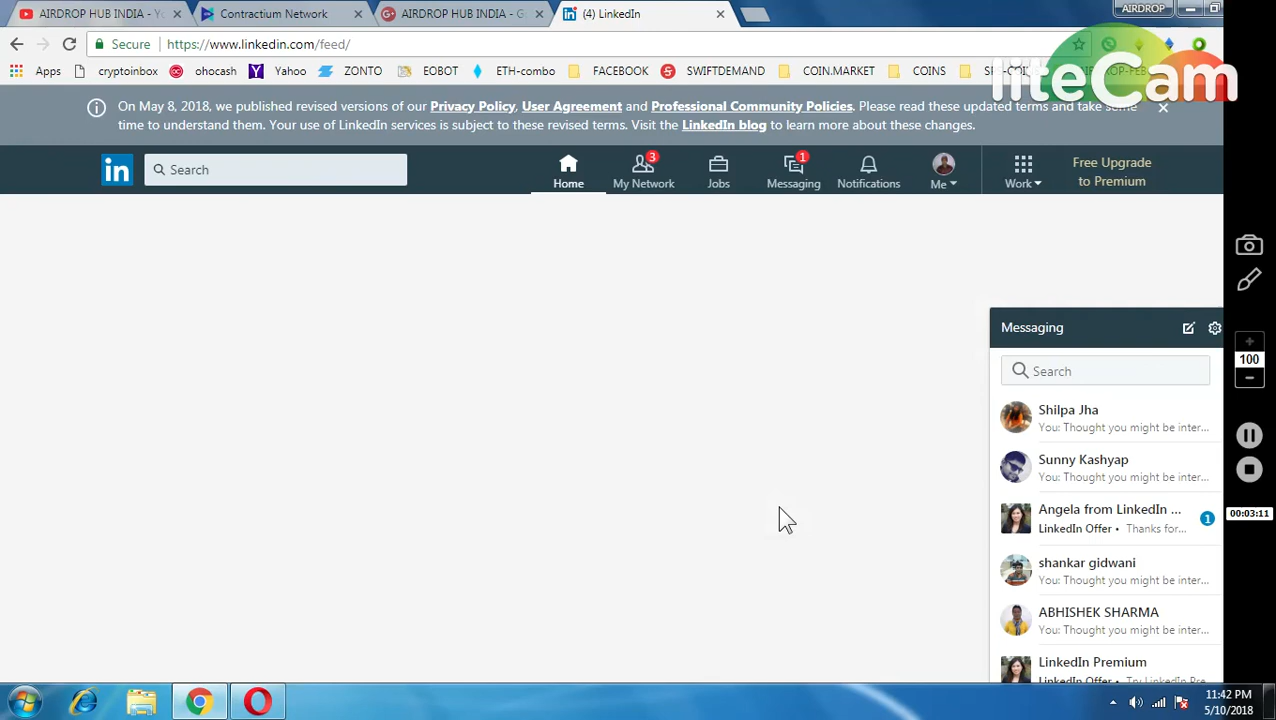 AIRDROP HUB INDIA - Yo
Contractium Network
AIRDROP HUB INDIA - G
(4) LinkedIn
AIRDROP
Secure
https://www.linkedin.com/feed/
Apps
cryptoinbox
ohocash
Yahoo
ZONTO
EOBOT
ETH-combo
FACEBOOK
SWIFTDEMAND
COIN.MARKET
COINS
liteCam
On May 8, 2018, we published revised versions of our Privacy Policy, User Agreement and Professional Community Policies. Please read these updated terms and take some
time to understand them. Your use of LinkedIn services is subject to these revised terms. Visit the LinkedIn blog to learn more about these changes.
in
Search
Home
3
My Network
Jobs
1
Messaging
Notifications
Me
Work
Free Upgrade
to Premium
Messaging
Search
Shilpa Jha
You: Thought you might be inter...
Sunny Kashyap
You: Thought you might be inter...
Angela from LinkedIn ...
LinkedIn Offer • Thanks for...
1
shankar gidwani
You: Thought you might be inter...
ABHISHEK SHARMA
You: Thought you might be inter...
LinkedIn Premium
LinkedIn Offer • Try LinkedIn Pre...
100
00:03:11
11:42 PM
5/10/2018